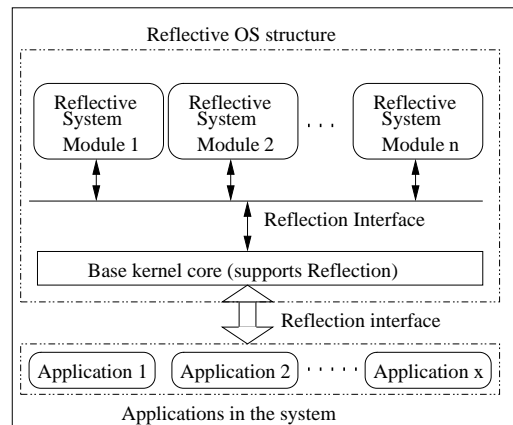 Reflective OS structure
Reflective System Module 1
Reflective System Module 2
. . .
Reflective System Module n
Reflection Interface
Base kernel core (supports Reflection)
Reflection interface
Application 1
Application 2
. . . . .
Application x
Applications in the system